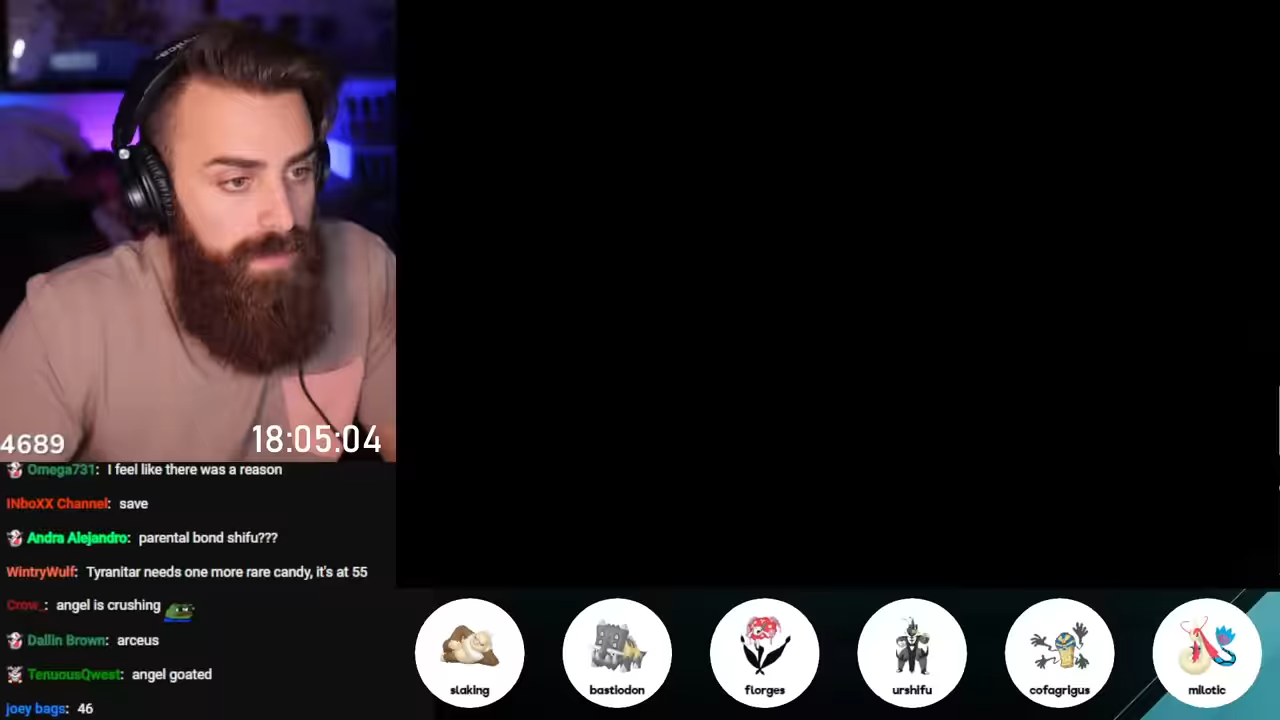 4689
18:05:04
Omega731: I feel like there was a reason
INboXX Channel: save
Andra Alejandro: parental bond shifu???
WintryWulf: Tyranitar needs one more rare candy, it's at 55
Crow_: angel is crushing
Dallin Brown: arceus
TenuousQwest: angel goated
joey bags: 46
slaking
bastiodon
florges
urshifu
cofagrigus
milotic